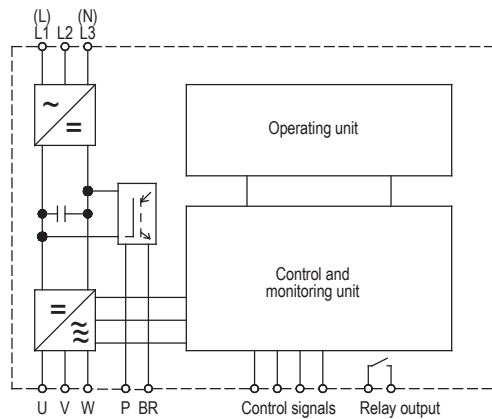 (L) (N)
L1 L2 L3
~
=
Operating unit
Control and
monitoring unit
=
≈
U V W P BR Control signals Relay output